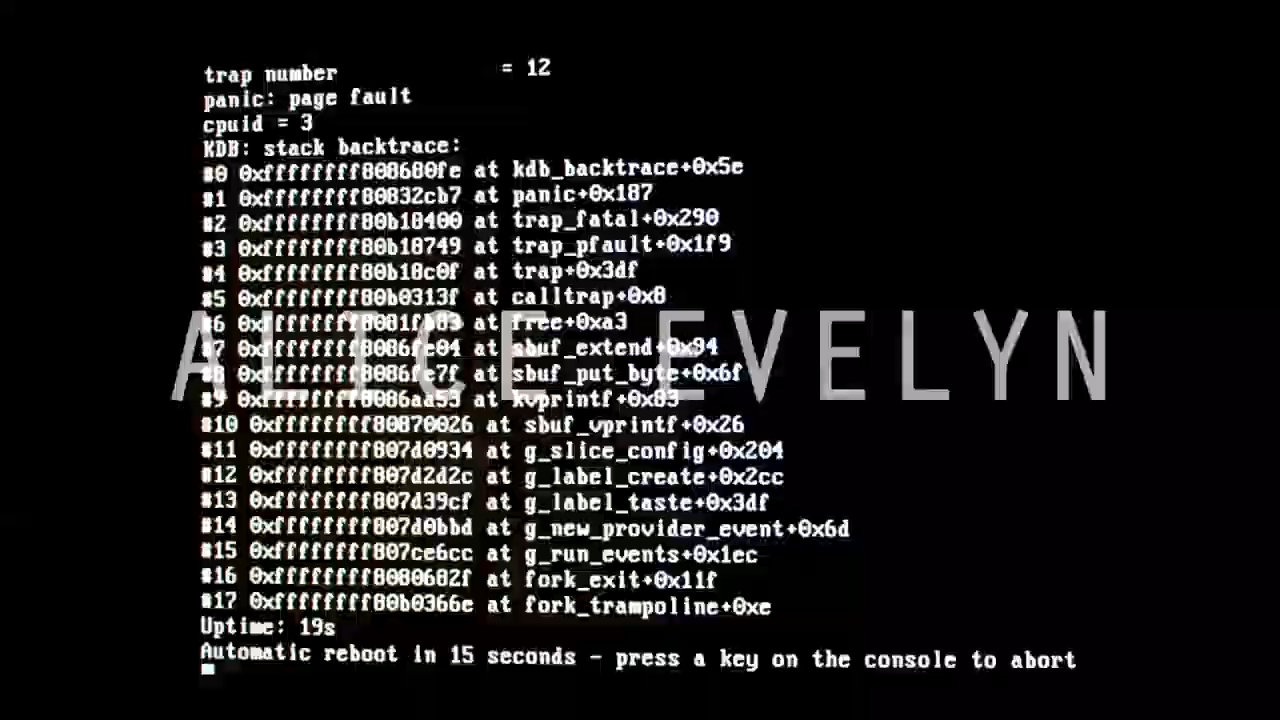 trap number = 12
panic: page fault
cpuid = 3
KDB: stack backtrace:
#0 0xffffffff808680fe at kdb_backtrace+0x5e
#1 0xffffffff80832cb7 at panic+0x187
#2 0xffffffff80b18400 at trap_fatal+0x290
#3 0xffffffff80b18749 at trap_pfault+0x1f9
#4 0xffffffff80b18c0f at trap+0x3df
#5 0xffffffff80b0313f at calltrap+0x8
#6 at free+0xa3
#7 0xffffffff8086fe04 at sbuf_extend+0x94
#8 0xffffffff8086fe7f at sbuf_put_byte+0x6f
#9 0xffffffff8086aa53 at kvprintf+0x83
ALICE EVELYN
#10 0xffffffff80870026 at sbuf_vprintf+0x26
#11 0xffffffff807d0934 at g_slice_config+0x204
#12 0xffffffff807d2d2c at g_label_create+0x2cc
#13 0xffffffff807d39cf at g_label_taste+0x3df
#14 0xffffffff807d0bbd at g_new_provider_event+0x6d
#15 0xffffffff807ce6cc at g_run_events+0x1ec
#16 0xffffffff8080682f at fork_exit+0x11f
#17 0xffffffff80b0366e at fork_trampoline+0xe
Uptime: 19s
Automatic reboot in 15 seconds - press a key on the console to abort